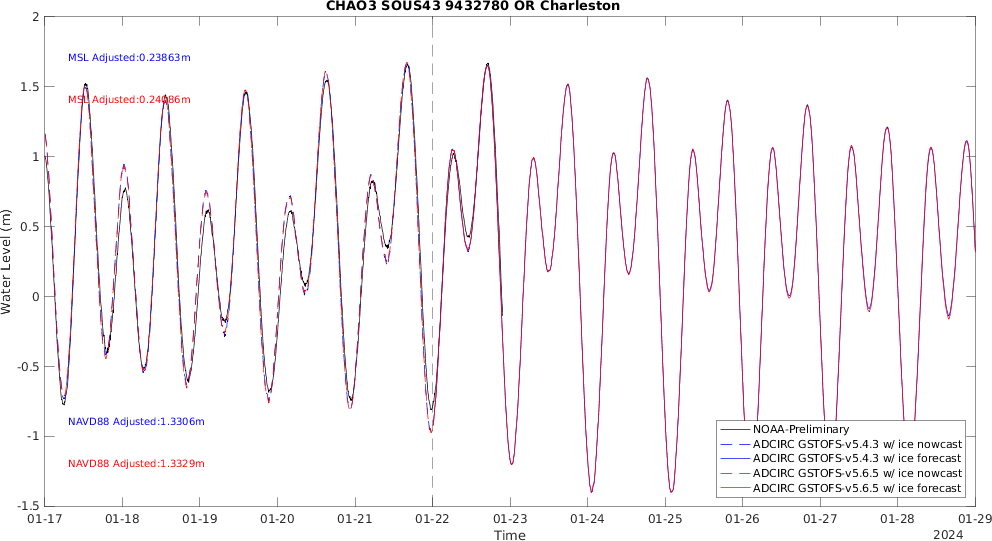 CHAO3 SOUS43 9432780 OR Charleston
Water Level (m)
2
1.5
1
0.5
0
-0.5
-1
-1.5
MSL Adjusted:0.23863m
MSL Adjusted:0.24086m
NAVD88 Adjusted:1.3306m
NAVD88 Adjusted:1.3329m
NOAA-Preliminary
ADCIRC GSTOFS-v5.4.3 w/ ice nowcast
ADCIRC GSTOFS-v5.4.3 w/ ice forecast
ADCIRC GSTOFS-v5.6.5 w/ ice nowcast
ADCIRC GSTOFS-v5.6.5 w/ ice forecast
01-17 01-18 01-19 01-20 01-21 01-22 01-23 01-24 01-25 01-26 01-27 01-28 01-29
Time
2024